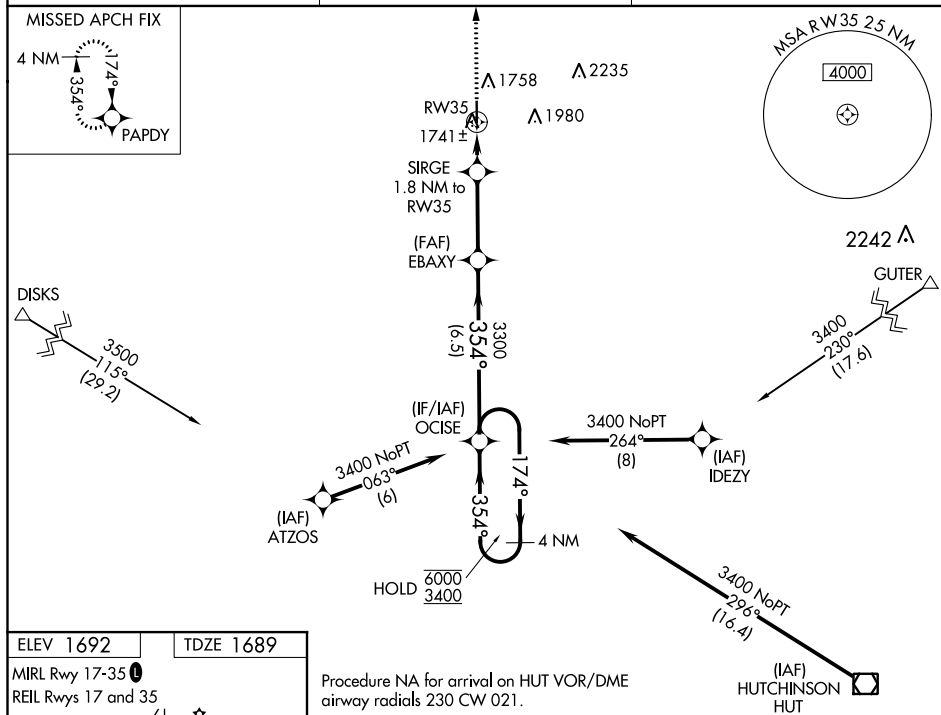 MISSED APCH FIX
4 NM
174°
354°
PAPDY
1758
2235
RW35
1741±
1980
MSA RW35 25 NM
4000
SIRGE
1.8 NM to
RW35
2242
(FAF)
EBAXY
GUTER
DISKS
3500
115°
(29.2)
3300
354°
(6.5)
3400
230°
(17.6)
(IF/IAF)
OCISE
3400 NoPT
264°
(8)
(IAF)
IDEZY
3400 NoPT
063°
(6)
(IAF)
ATZOS
174°
354°
4 NM
HOLD 6000
3400
3400 NoPT
296°
(16.4)
(IAF)
HUTCHINSON
HUT
ELEV 1692
TDZE 1689
MIRL Rwy 17-35 L
REIL Rwys 17 and 35
Procedure NA for arrival on HUT VOR/DME
airway radials 230 CW 021.